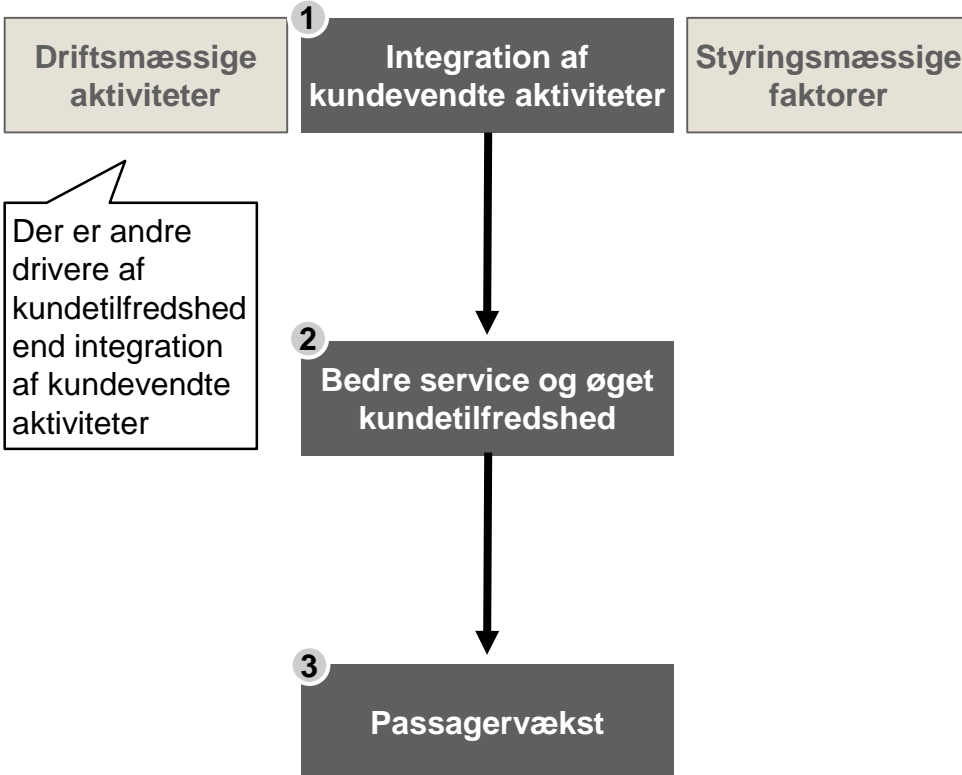 Driftsmæssige
aktiviteter
1
Integration af
kundevendte aktiviteter
Styringsmæssige
faktorer
Der er andre
drivere af
kundetilfredshed
end integration
af kundevendte
aktiviteter
2
Bedre service og øget
kundetilfredshed
3
Passagervækst